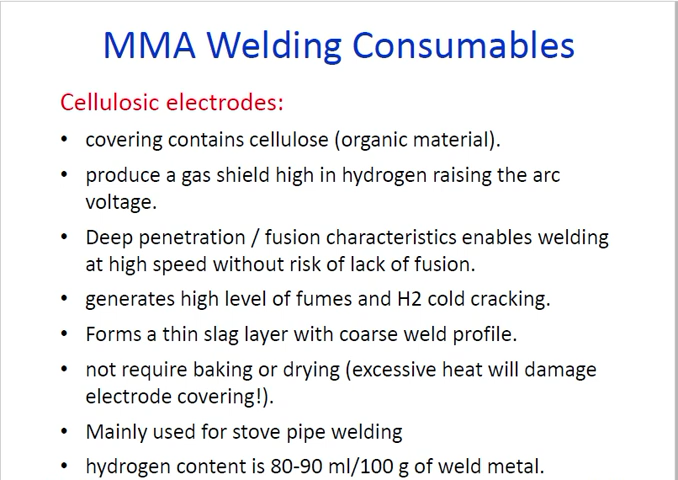 MMA Welding Consumables
Cellulosic electrodes:
• covering contains cellulose (organic material).
• produce a gas shield high in hydrogen raising the arc
voltage.
• Deep penetration / fusion characteristics enables welding
at high speed without risk of lack of fusion.
• generates high level of fumes and H2 cold cracking.
• Forms a thin slag layer with coarse weld profile.
• not require baking or drying (excessive heat will damage
electrode covering!).
• Mainly used for stove pipe welding
• hydrogen content is 80-90 ml/100 g of weld metal.